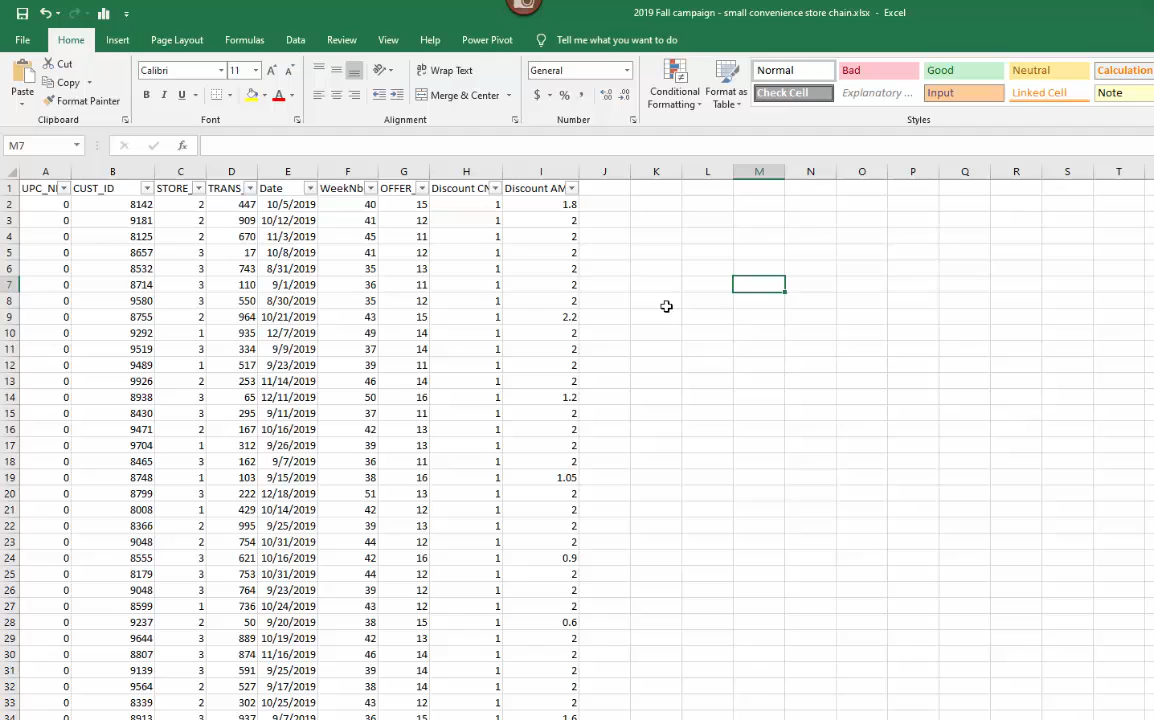 2019 Fall campaign - small convenience store chain.xlsx - Excel
File Home Insert Page Layout Formulas Data Review View Help Power Pivot Tell me what you want to do
Paste
Cut
Copy
Format Painter
Clipboard
Calibri 11
B I U
Font
Wrap Text
Merge & Center
Alignment
General
$ % ,
Number
Conditional Formatting
Format as Table
Normal Bad Good Neutral Calculation
Check Cell Explanatory ... Input Linked Cell Note
Styles
M7 fx
A B C D E F G H I J K L M N O P Q R S T
1 CUST_ID STORE_ TRANS_ Date WeekNb OFFER_ Discount Discount
2 0 8142 2 447 10/5/2019 40 15 1 1.8
3 0 9181 2 909 10/12/2019 41 12 1 2
4 0 8125 2 670 11/3/2019 45 11 1 2
5 0 8657 3 17 10/8/2019 41 12 1 2
6 0 8532 3 743 8/31/2019 35 13 1 2
7 0 8714 3 110 9/1/2019 36 11 1 2
8 0 9580 3 550 8/30/2019 35 12 1 2
9 0 8755 2 964 10/21/2019 43 15 1 2.2
10 0 9292 1 935 12/7/2019 49 14 1 2
11 0 9519 3 334 9/9/2019 37 14 1 2
12 0 9489 1 517 9/23/2019 39 11 1 2
13 0 9926 2 253 11/14/2019 46 14 1 2
14 0 8938 3 65 12/11/2019 50 16 1 1.2
15 0 8430 3 295 9/11/2019 37 11 1 2
16 0 9471 2 167 10/16/2019 42 12 1 2
17 0 9704 1 312 9/26/2019 39 13 1 2
18 0 8465 3 162 9/7/2019 36 11 1 2
19 0 8748 1 103 9/15/2019 38 16 1 1.05
20 0 8799 3 222 12/18/2019 51 13 1 2
21 0 8008 1 429 10/14/2019 42 12 1 2
22 0 8366 2 995 9/25/2019 39 13 1 2
23 0 9048 2 754 10/31/2019 44 12 1 2
24 0 8555 3 621 10/16/2019 42 16 1 0.9
25 0 8179 3 753 10/31/2019 44 12 1 2
26 0 9048 3 764 9/23/2019 39 12 1 2
27 0 8599 1 736 10/24/2019 43 12 1 2
28 0 9237 2 50 9/20/2019 38 15 1 0.6
29 0 9644 3 889 10/19/2019 42 13 1 2
30 0 8807 3 874 11/16/2019 46 14 1 2
31 0 9139 3 591 9/25/2019 39 14 1 2
32 0 9564 2 527 9/17/2019 38 14 1 2
33 0 8339 2 302 10/25/2019 43 12 1 2
34 0 8913 3 937 9/7/2019 36 15 1 1.6